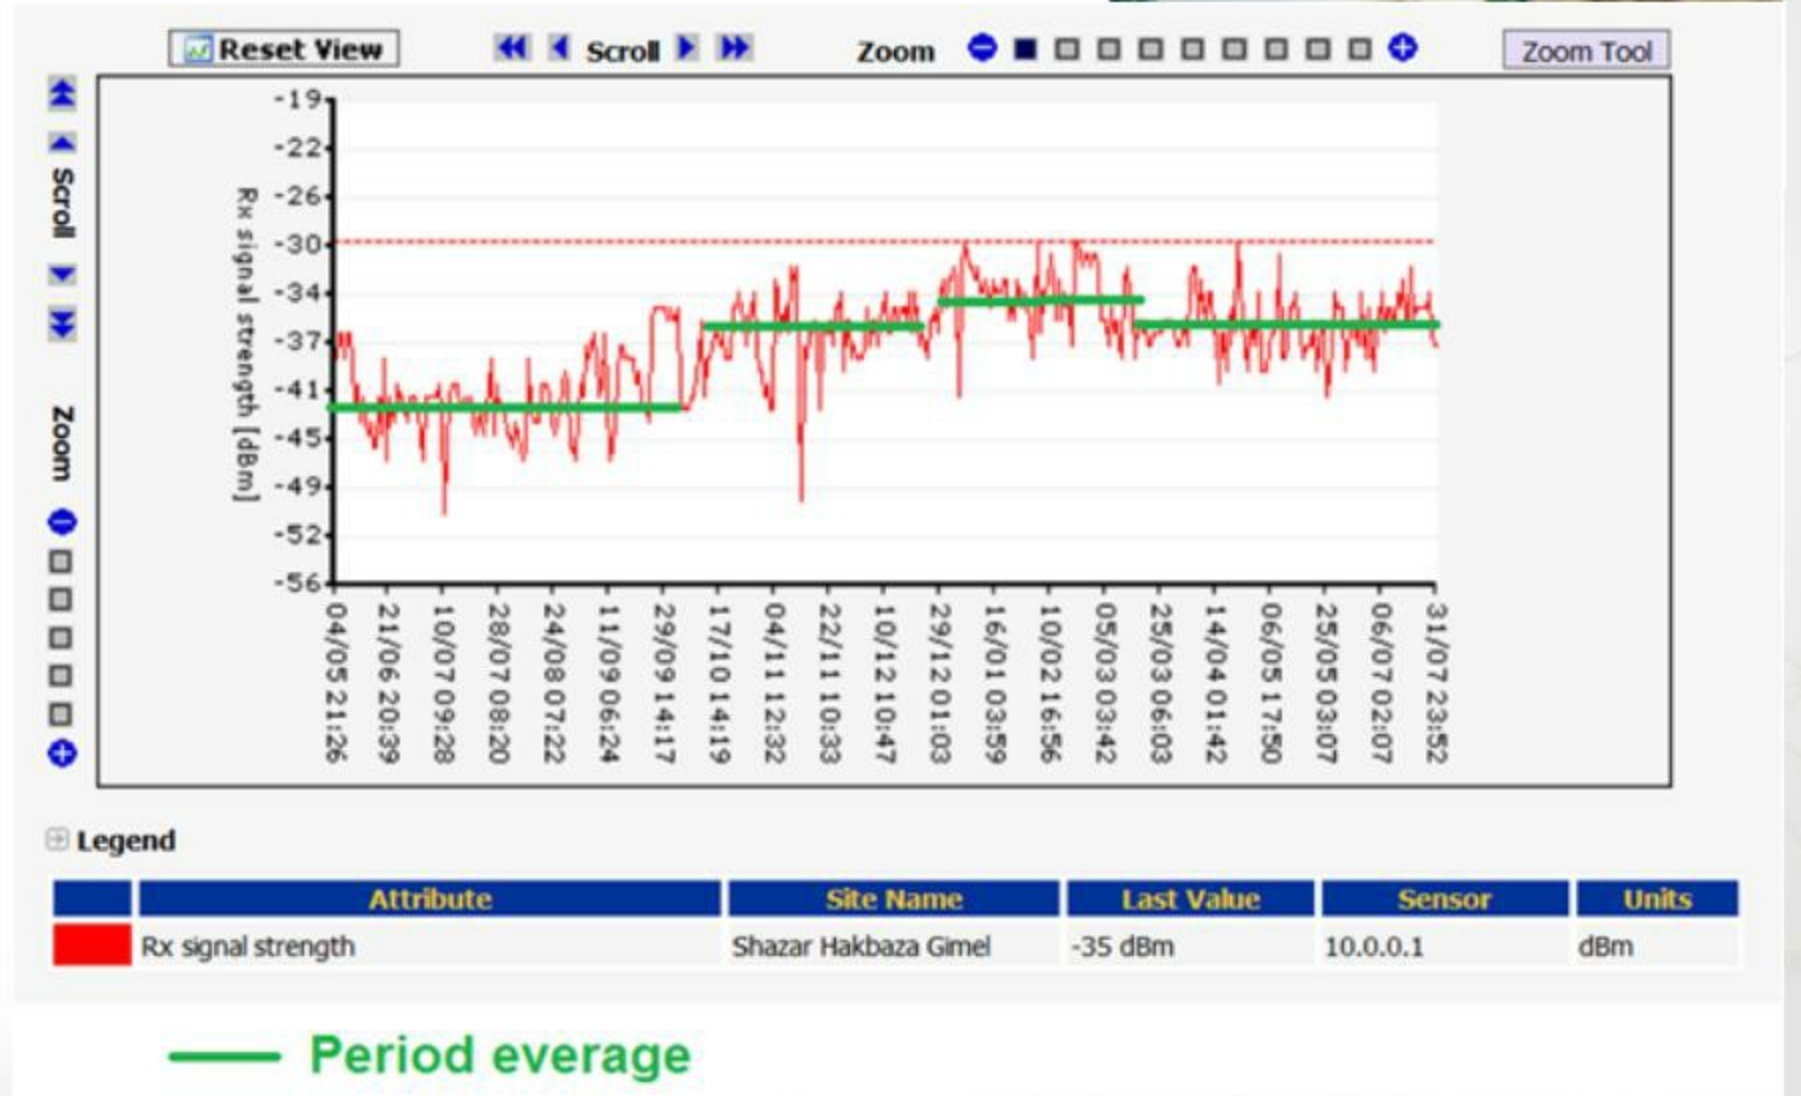 Reset View
Scroll
Zoom
Zoom Tool
Scroll
Zoom
Rx signal strength [dBm]
-19
-22
-26
-30
-34
-37
-41
-45
-49
-52
-56
04/05 21:26
21/06 20:39
10/07 09:28
28/07 08:20
24/08 07:22
11/09 06:24
29/09 14:17
17/10 14:19
04/11 12:32
22/11 10:33
10/12 10:47
29/12 01:03
16/01 03:59
10/02 16:56
05/03 03:42
25/03 06:03
14/04 01:42
06/05 17:50
25/05 03:07
06/07 02:07
31/07 23:52
Legend
Attribute Site Name Last Value Sensor Units
Rx signal strength Shazar Hakbaza Gimel -35 dBm 10.0.0.1 dBm
Period everage